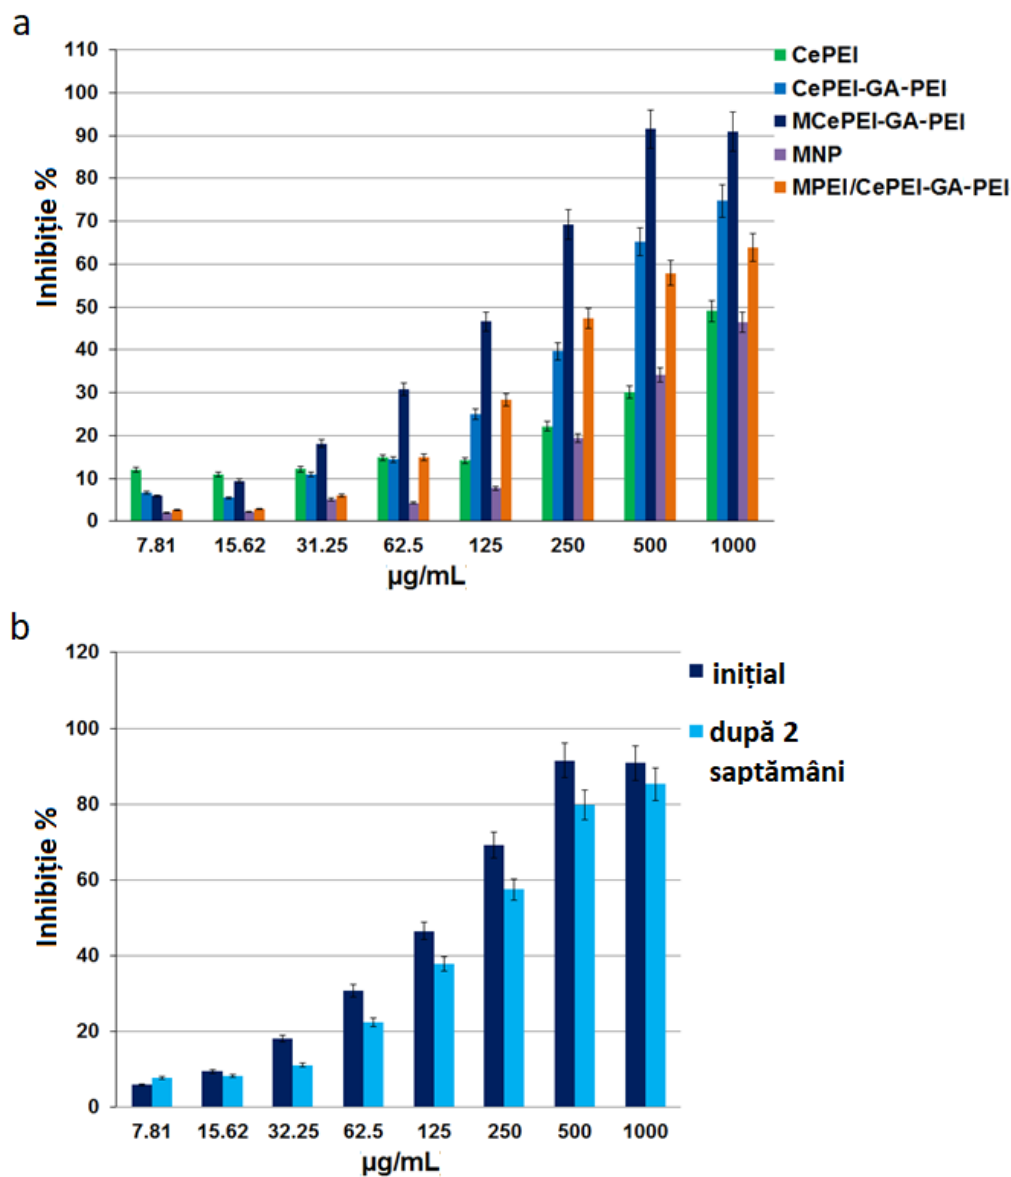 a
110
100
90
80
70
60
50
40
30
20
10
0
Inhibiție %
7.81 15.62 31.25 62.5 125 250 500 1000
µg/mL
CePEI
CePEI-GA-PEI
MCePEI-GA-PEI
MNP
MPEI/CePEI-GA-PEI
b
120
100
80
60
40
20
0
Inhibiție %
7.81 15.62 32.25 62.5 125 250 500 1000
µg/mL
inițial
după 2
saptămâni